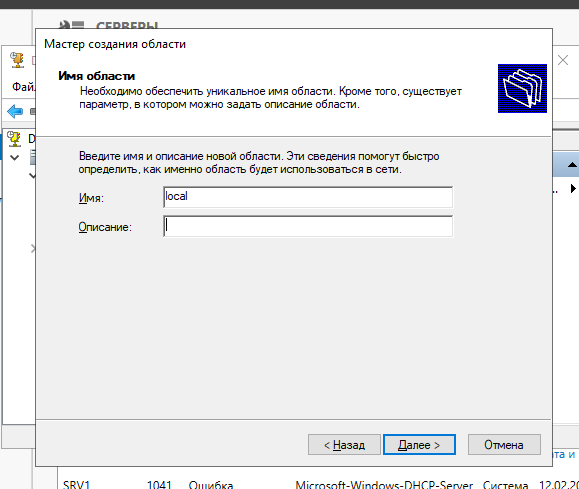 СЕРВЕРЫ
Мастер создания области
Файл
Имя области
Необходимо обеспечить уникальное имя области. Кроме того, существует
параметр, в котором можно задать описание области.
D
Введите имя и описание новой области. Эти сведения помогут быстро
определить, как именно область будет использоваться в сети.
Имя: local
Описание:
< Назад Далее > Отмена
ата и
SRV1 1041 Ошибка Microsoft-Windows-DHCP-Server Система 12.02.20